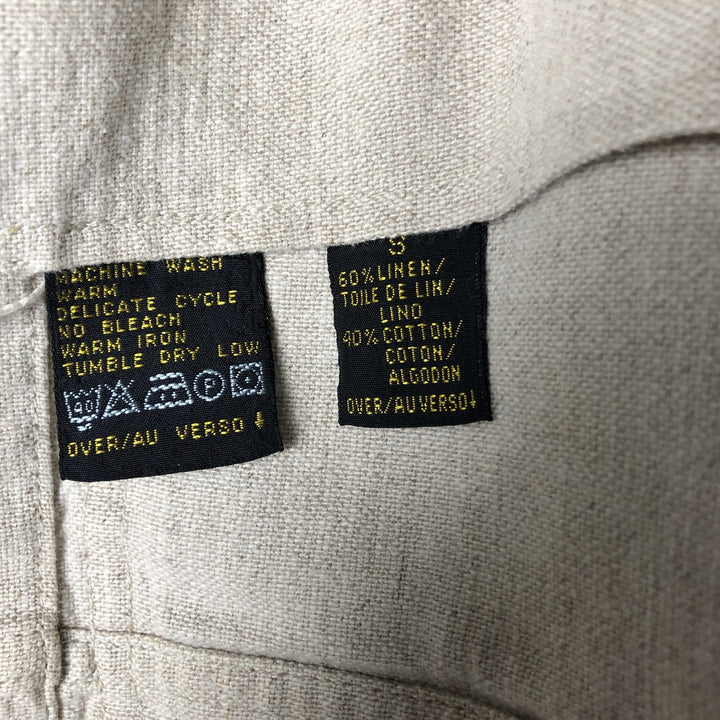 MACHINE WASH
WARM
DELICATE CYCLE
NO BLEACH
WARM IRON
TUMBLE DRY LOW
40 P
OVER/AU VERSO
S
60% LINEN/
TOILE DE LIN/
LINO
40% COTTON/
COTON/
ALGODON
OVER/AU VERSO